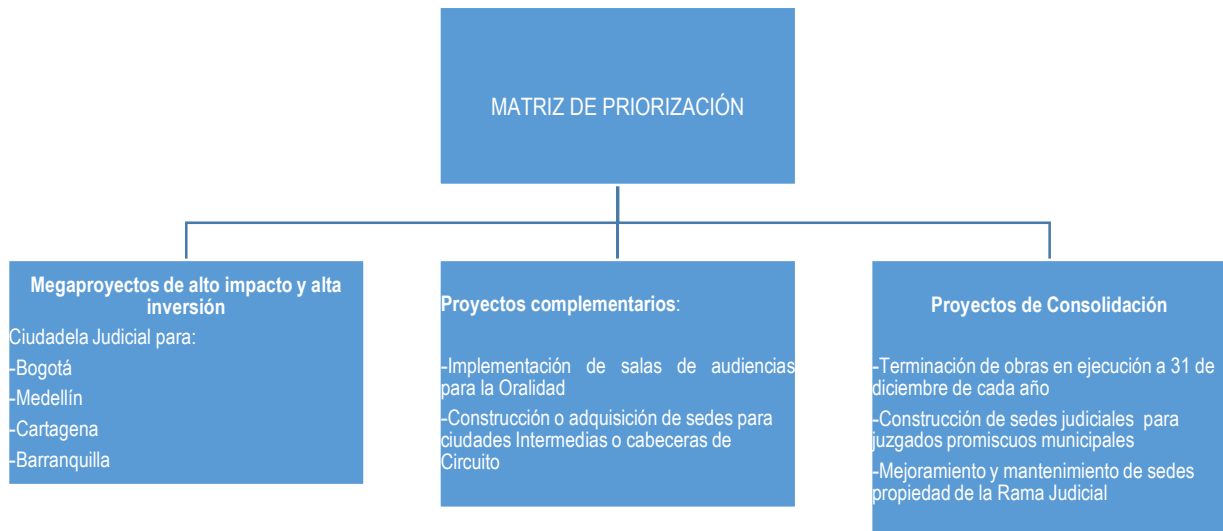 MATRIZ DE PRIORIZACIÓN
Megaproyectos de alto impacto y alta
inversión
Ciudadela Judicial para:
-Bogotá
-Medellín
-Cartagena
-Barranquilla
Proyectos complementarios:
-Implementación de salas de audiencias
para la Oralidad
-Construcción o adquisición de sedes para
ciudades Intermedias o cabeceras de
Circuito
Proyectos de Consolidación
-Terminación de obras en ejecución a 31 de
diciembre de cada año
-Construcción de sedes judiciales para
juzgados promiscuos municipales
-Mejoramiento y mantenimiento de sedes
propiedad de la Rama Judicial